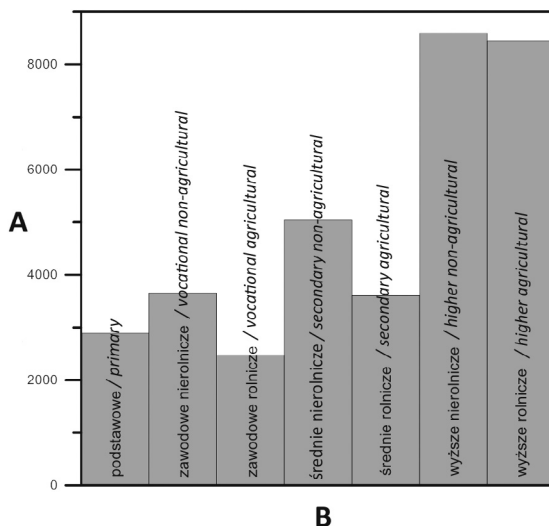 8000
6000
4000
2000
0
A
podstawowe / primary
zawodowe nierolnicze / vocational non-agricultural
zawodowe rolnicze / vocational agricultural
średnie nierolnicze / secondary non-agricultural
średnie rolnicze / secondary agricultural
wyższe nierolnicze / higher non-agricultural
wyższe rolnicze / higher agricultural
B